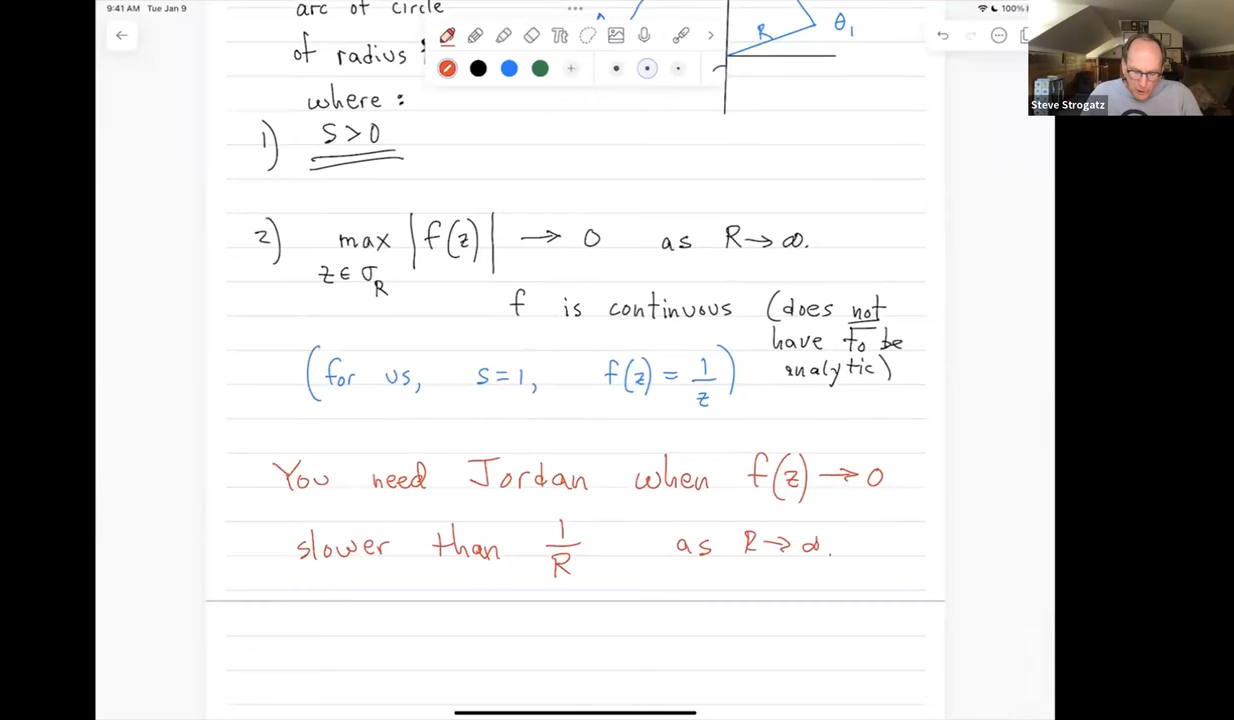 9:41 AM Tue Jan 9
100%
arc of circle
of radius
where :
R
θ1
Steve Strogatz
1) S > 0
2) max |f(z)| → 0 as R → ∞.
z ∈ σR
f is continuous (does not
have to be
analytic)
(for us, s = 1, f(z) = 1/z)
You need Jordan when f(z) → 0
slower than 1/R as R → ∞.